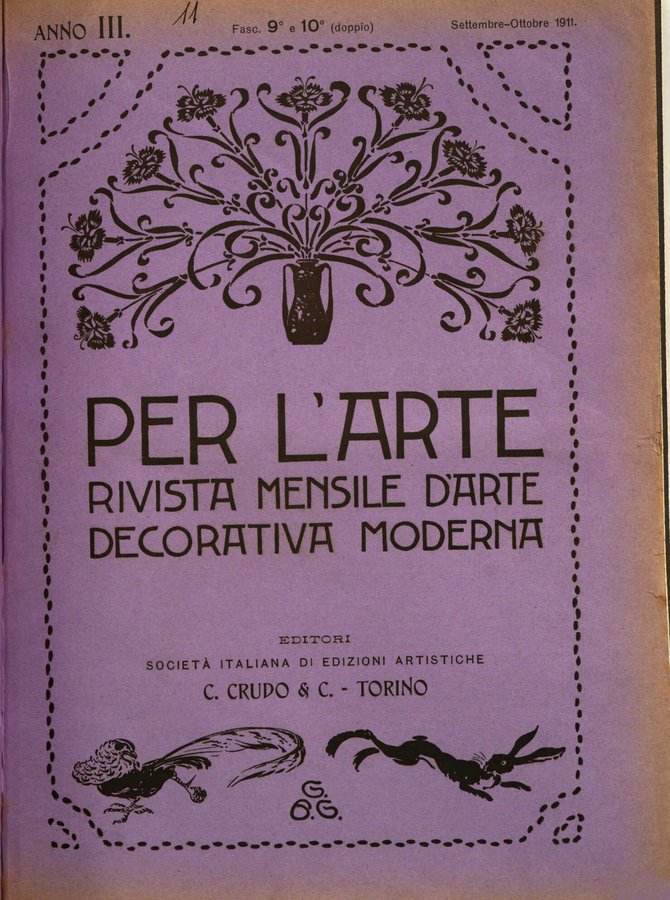 11
ANNO III.
Fasc. 9° e 10° (doppio)
Settembre-Ottobre 1911.
PER L'ARTE
RIVISTA MENSILE D'ARTE
DECORATIVA MODERNA
EDITORI
SOCIETÀ ITALIANA DI EDIZIONI ARTISTICHE
C. CRUDO & C. - TORINO
G.
G.